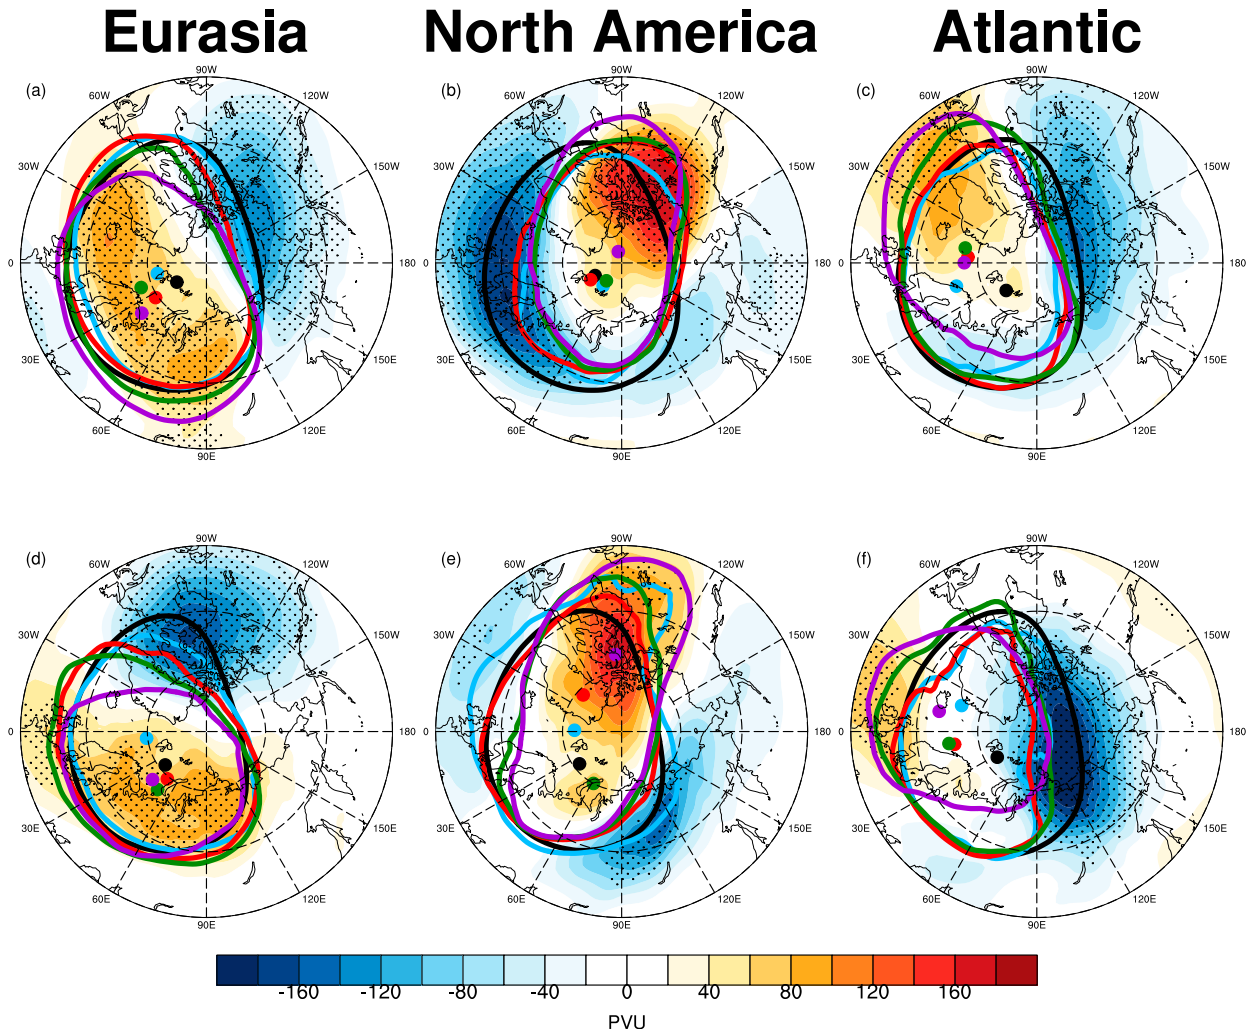 Eurasia North America Atlantic
(a) 90W 60W 120W 30W 150W 0 180 30E 150E 60E 120E 90E
(b) 90W 60W 120W 30W 150W 0 180 30E 150E 60E 120E 90E
(c) 90W 60W 120W 30W 150W 0 180 30E 150E 60E 120E 90E
(d) 90W 60W 120W 30W 150W 0 180 30E 150E 60E 120E 90E
(e) 90W 60W 120W 30W 150W 0 180 30E 150E 60E 120E 90E
(f) 90W 60W 120W 30W 150W 0 180 30E 150E 60E 120E 90E
-160 -120 -80 -40 0 40 80 120 160
PVU